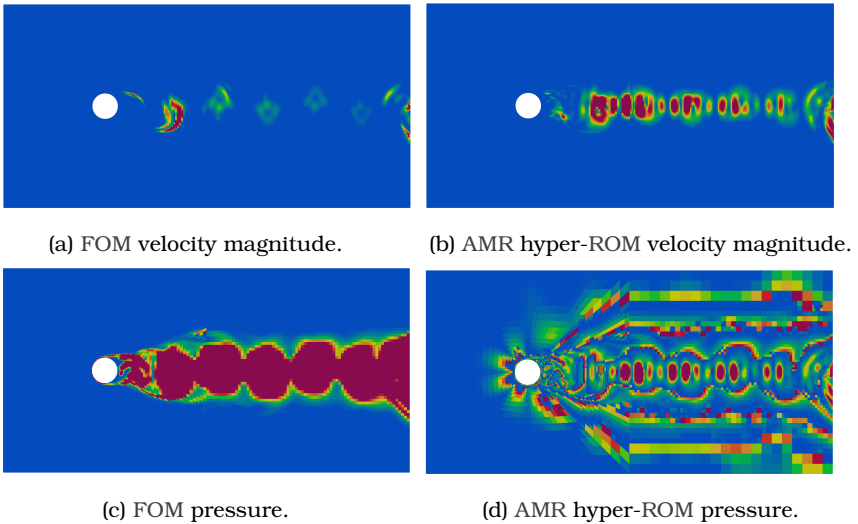 (a) FOM velocity magnitude.
(b) AMR hyper-ROM velocity magnitude.
(c) FOM pressure.
(d) AMR hyper-ROM pressure.